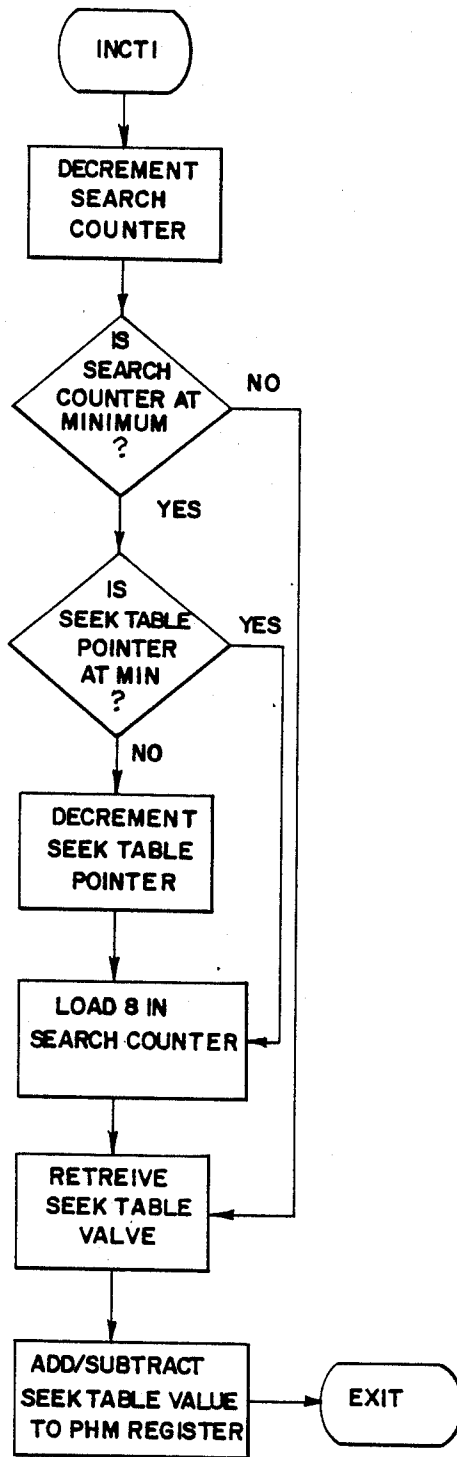 INCT1
DECREMENT
SEARCH
COUNTER
IS
SEARCH
COUNTER AT
MINIMUM
?
NO
YES
IS
SEEK TABLE
POINTER
AT MIN
?
YES
NO
DECREMENT
SEEK TABLE
POINTER
LOAD 8 IN
SEARCH COUNTER
RETREIVE
SEEK TABLE
VALVE
ADD/SUBTRACT
SEEK TABLE VALUE
TO PHM REGISTER
EXIT